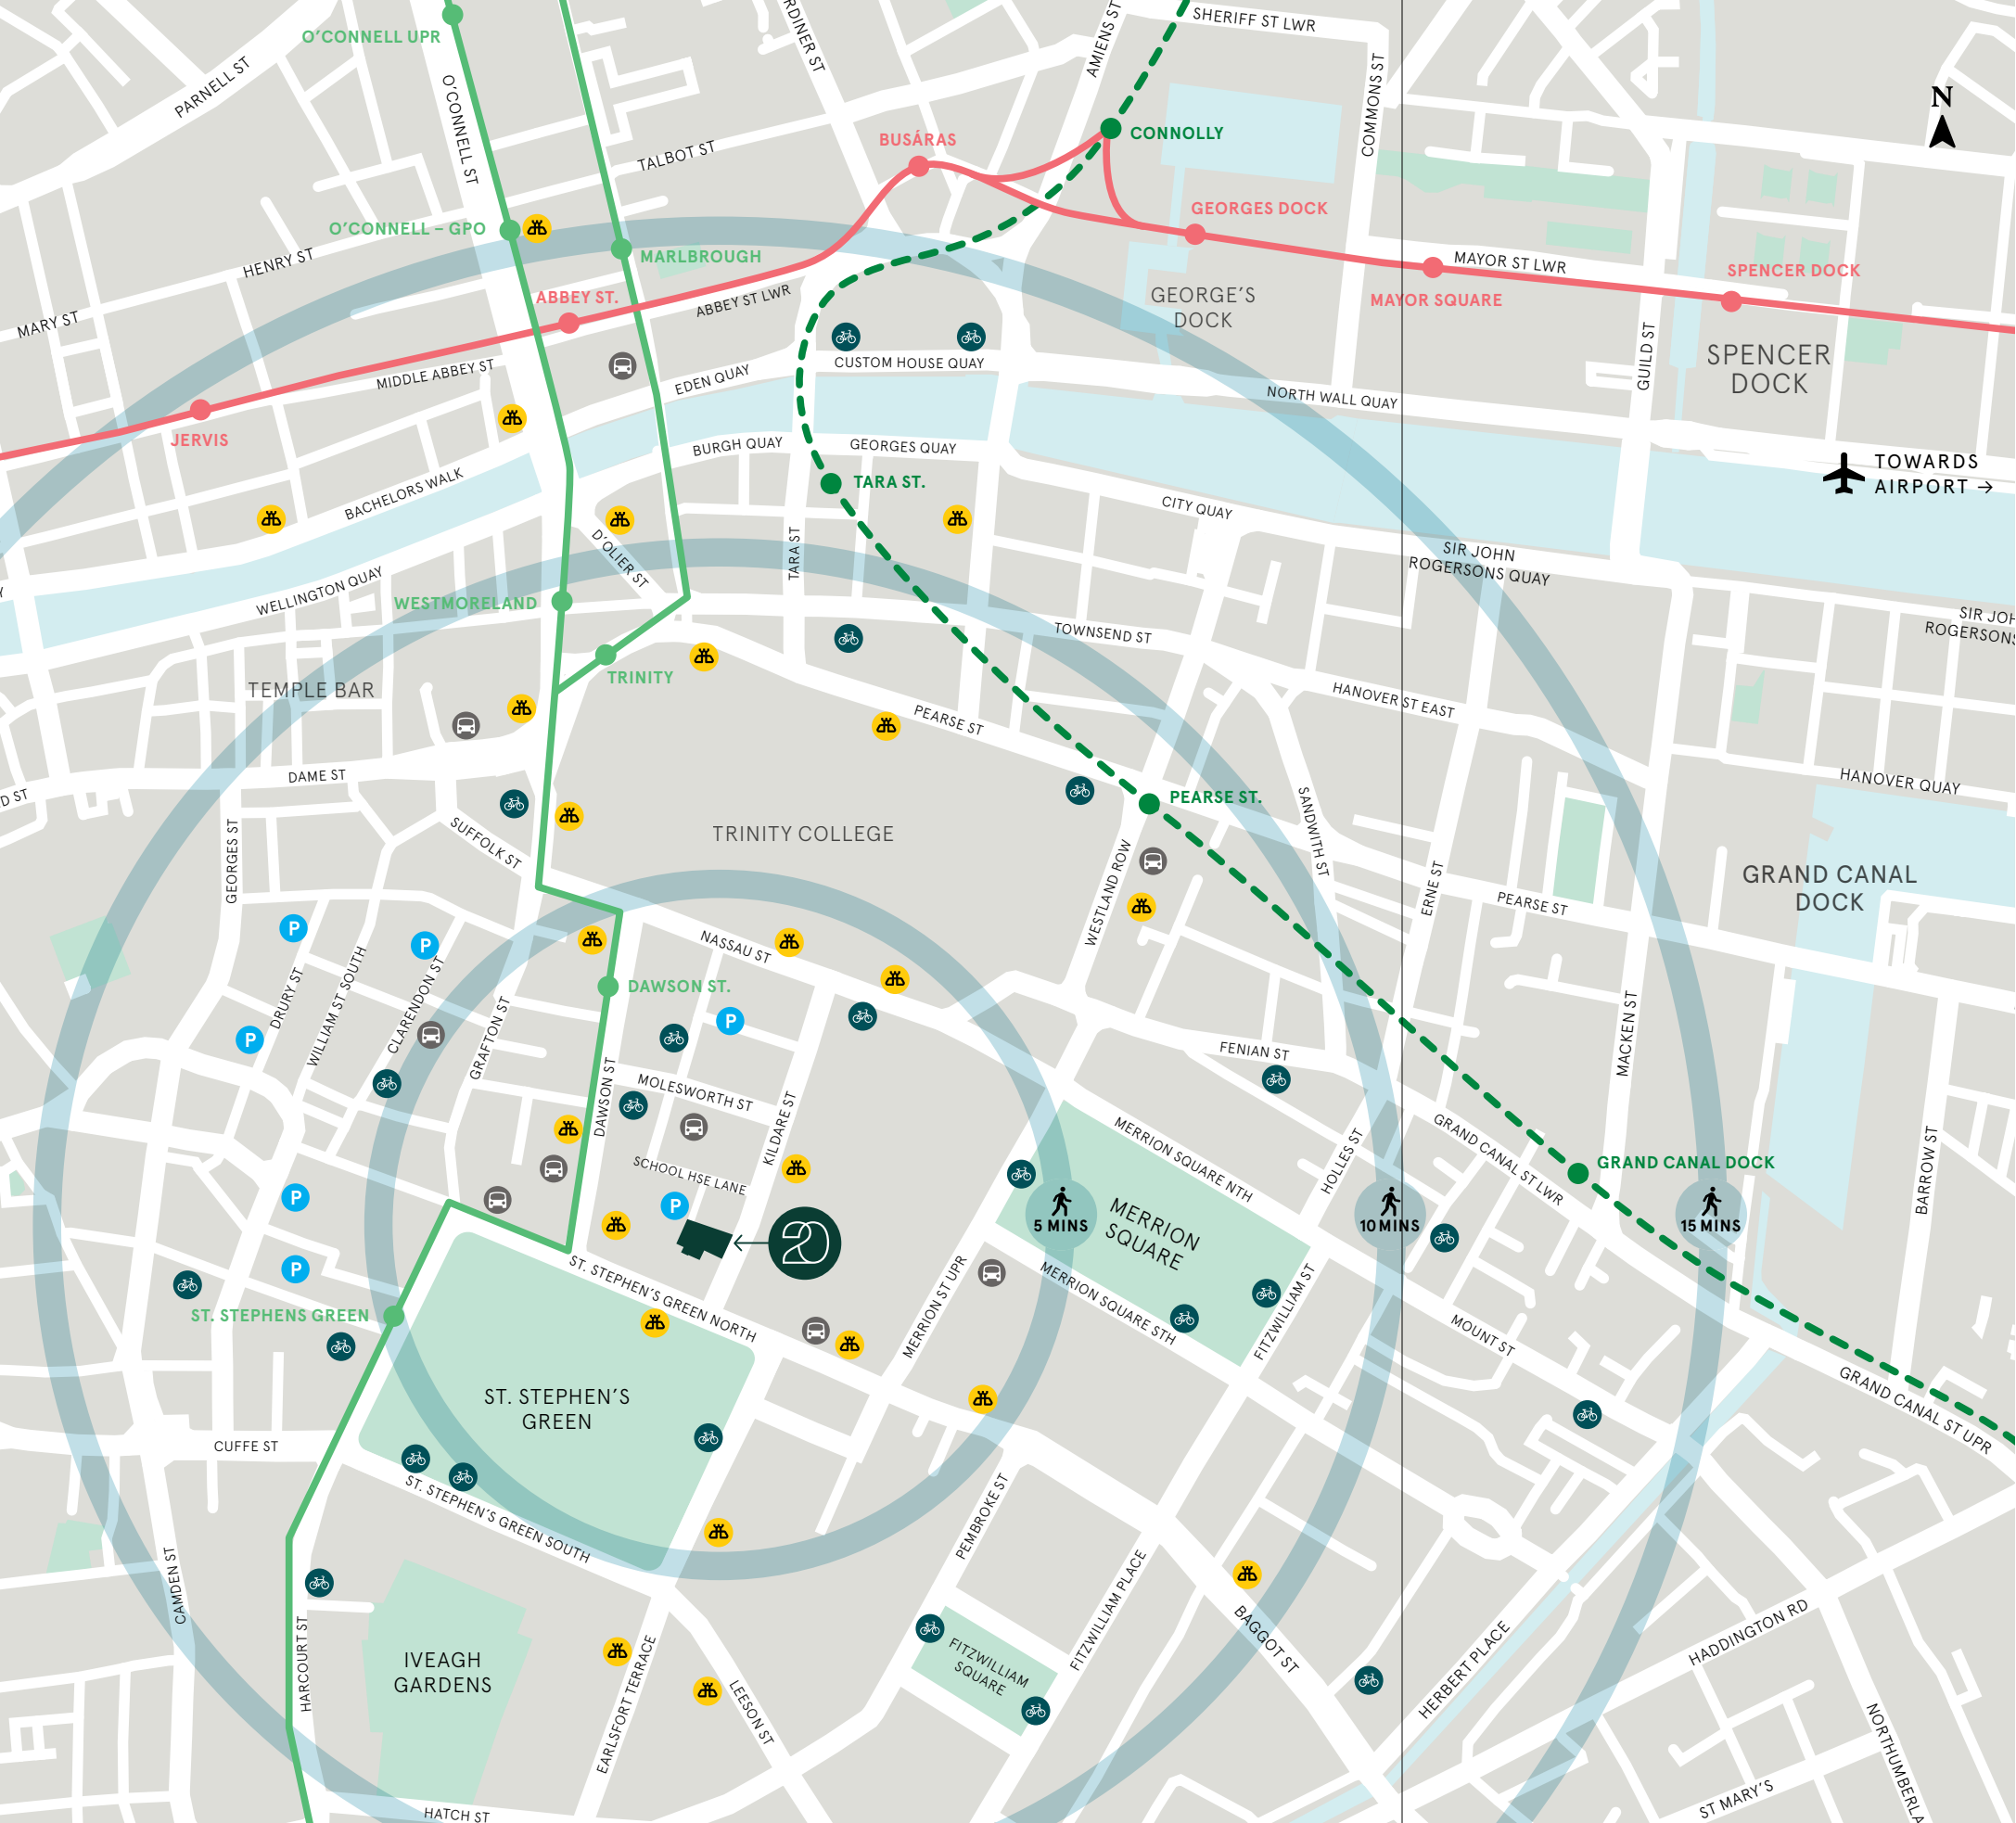 SHERIFF ST LWR
O'CONNELL UPR
PARNELL ST
O'CONNELL ST
AMIENS ST
COMMONS ST
N
TALBOT ST
BUSÁRAS
CONNOLLY
GEORGES DOCK
O'CONNELL – GPO
MARLBROUGH
HENRY ST
MARY ST
ABBEY ST.
ABBEY ST LWR
GEORGE'S
DOCK
MAYOR ST LWR
MAYOR SQUARE
SPENCER DOCK
GUILD ST
SPENCER
DOCK
MIDDLE ABBEY ST
EDEN QUAY
CUSTOM HOUSE QUAY
NORTH WALL QUAY
JERVIS
BURGH QUAY
GEORGES QUAY
TARA ST.
TOWARDS
AIRPORT →
BACHELORS WALK
CITY QUAY
D'OLIER ST
TARA ST
SIR JOHN
ROGERSONS QUAY
WELLINGTON QUAY
WESTMORELAND
TOWNSEND ST
TRINITY
TEMPLE BAR
HANOVER ST EAST
PEARSE ST
DAME ST
HANOVER QUAY
PEARSE ST.
SUFFOLK ST
TRINITY COLLEGE
SANDWITH ST
GEORGES ST
WESTLAND ROW
ERNE ST
PEARSE ST
GRAND CANAL
DOCK
P
P
NASSAU ST
DRURY ST
WILLIAM ST SOUTH
CLARENDON ST
GRAFTON ST
DAWSON ST.
P
P
MACKEN ST
FENIAN ST
DAWSON ST
MOLESWORTH ST
KILDARE ST
MERRION SQUARE NTH
HOLLES ST
GRAND CANAL ST LWR
GRAND CANAL DOCK
BARROW ST
SCHOOL HSE LANE
P
P
20
5 MINS
MERRION
SQUARE
10 MINS
15 MINS
P
ST. STEPHENS GREEN
ST. STEPHEN'S GREEN NORTH
MERRION ST UPR
MERRION SQUARE STH
FITZWILLIAM ST
MOUNT ST
GRAND CANAL ST UPR
ST. STEPHEN'S
GREEN
CUFFE ST
ST. STEPHEN'S GREEN SOUTH
PEMBROKE ST
CAMDEN ST
HARCOURT ST
IVEAGH
GARDENS
EARLSFORT TERRACE
LEESON ST
FITZWILLIAM
SQUARE
FITZWILLIAM PLACE
BAGGOT ST
HERBERT PLACE
HADDINGTON RD
ST MARY'S
HATCH ST